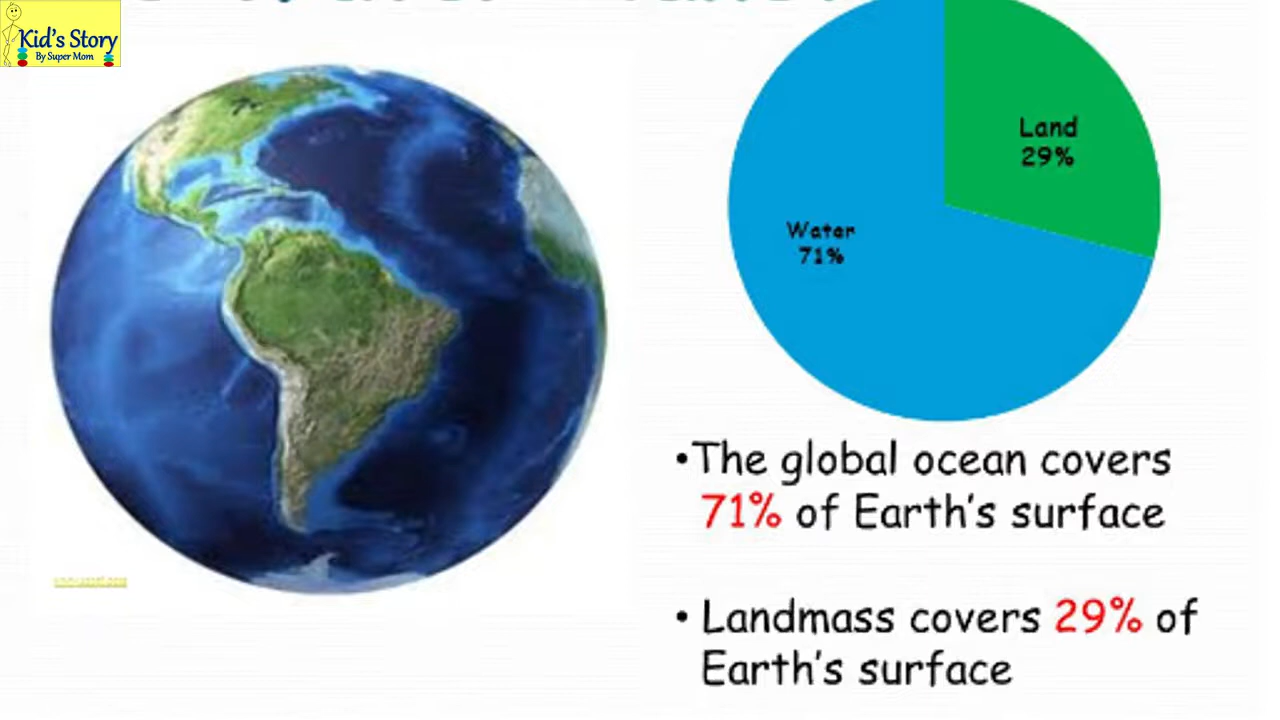 Kid's Story
By Super Mom
Land
29%
Water
71%
•The global ocean covers
71% of Earth's surface
• Landmass covers 29% of
Earth's surface